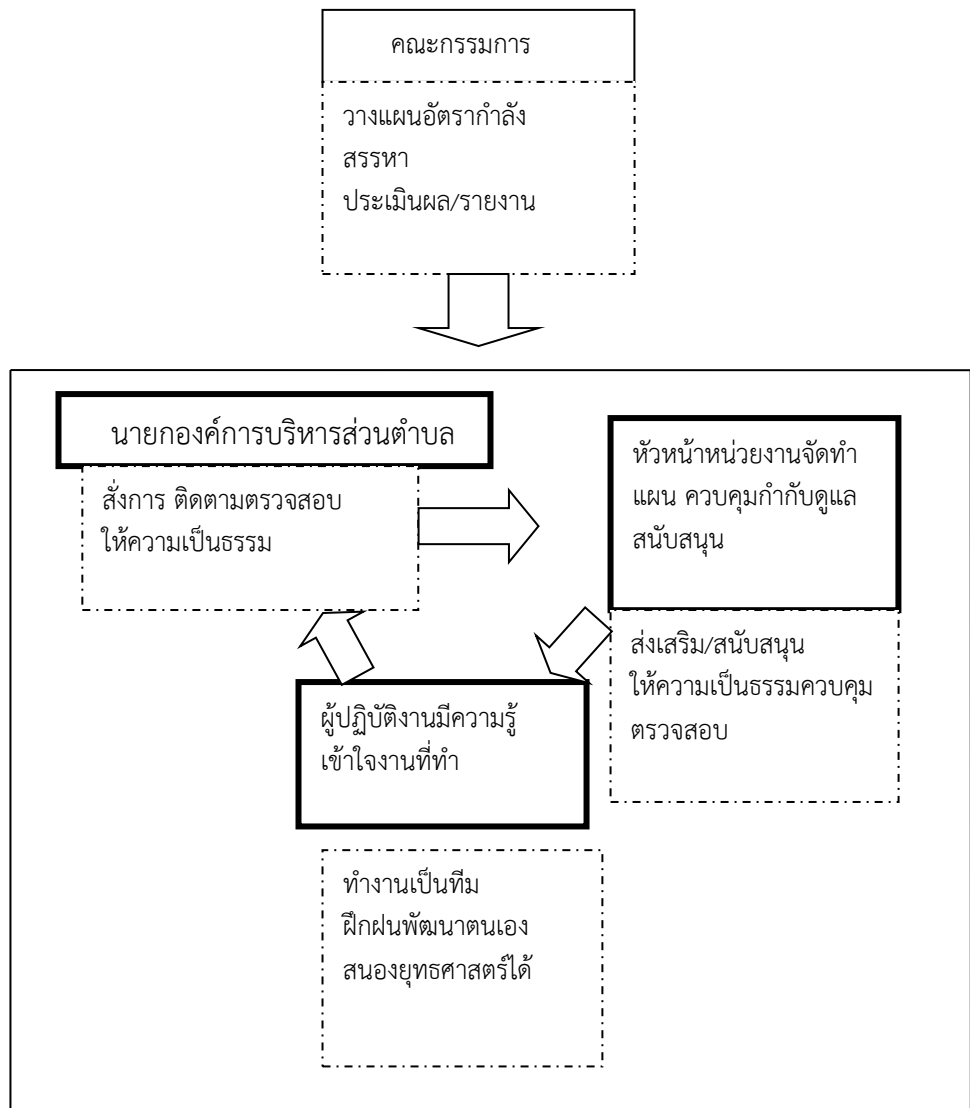 คณะกรรมการ
วางแผนอัตรากำลัง
สรรหา
ประเมินผล/รายงาน
นายกองค์การบริหารส่วนตำบล
สั่งการ ติดตามตรวจสอบ
ให้ความเป็นธรรม
หัวหน้าหน่วยงานจัดทำ
แผน ควบคุมกำกับดูแล
สนับสนุน
ส่งเสริม/สนับสนุน
ให้ความเป็นธรรมควบคุม
ตรวจสอบ
ผู้ปฏิบัติงานมีความรู้
เข้าใจงานที่ทำ
ทำงานเป็นทีม
ฝึกฝนพัฒนาตนเอง
สนองยุทธศาสตร์ได้